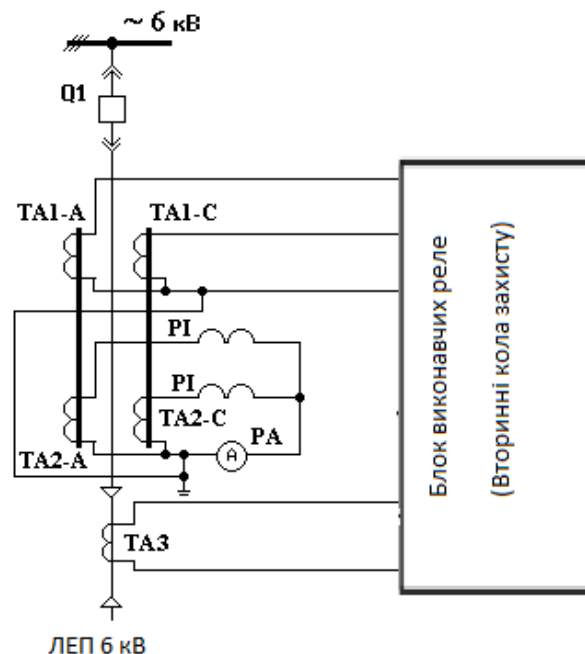 ~ 6 кВ
Q1
TA1-A
TA1-C
PI
PI
TA2-C
TA2-A
PA
A
TA3
ЛЕП 6 кВ
Блок виконавчих реле
(Вторинні кола захисту)